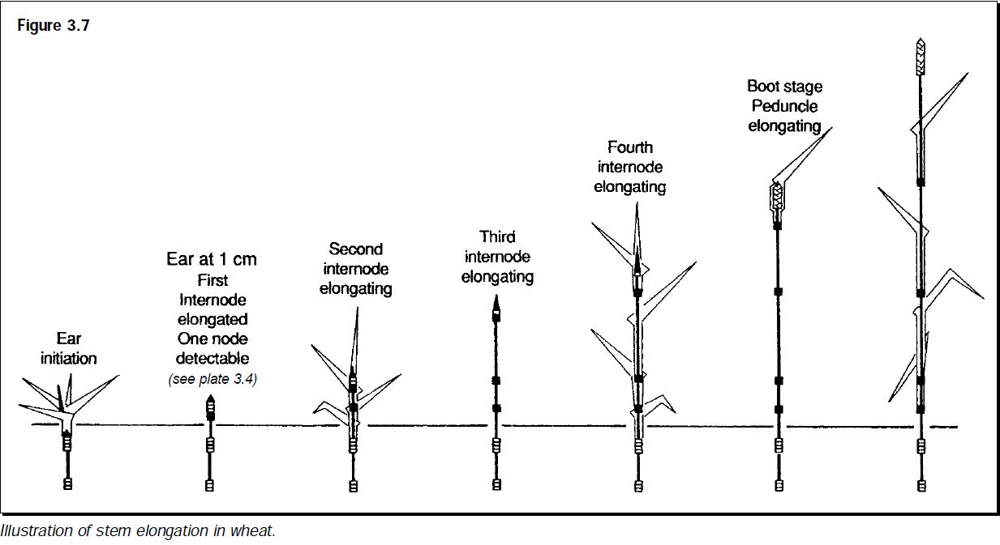 Figure 3.7
Ear
initiation
Ear at 1 cm
First
Internode
elongated
One node
detectable
(see plate 3.4)
Second
internode
elongating
Third
internode
elongating
Fourth
internode
elongating
Boot stage
Peduncle
elongating
Illustration of stem elongation in wheat.